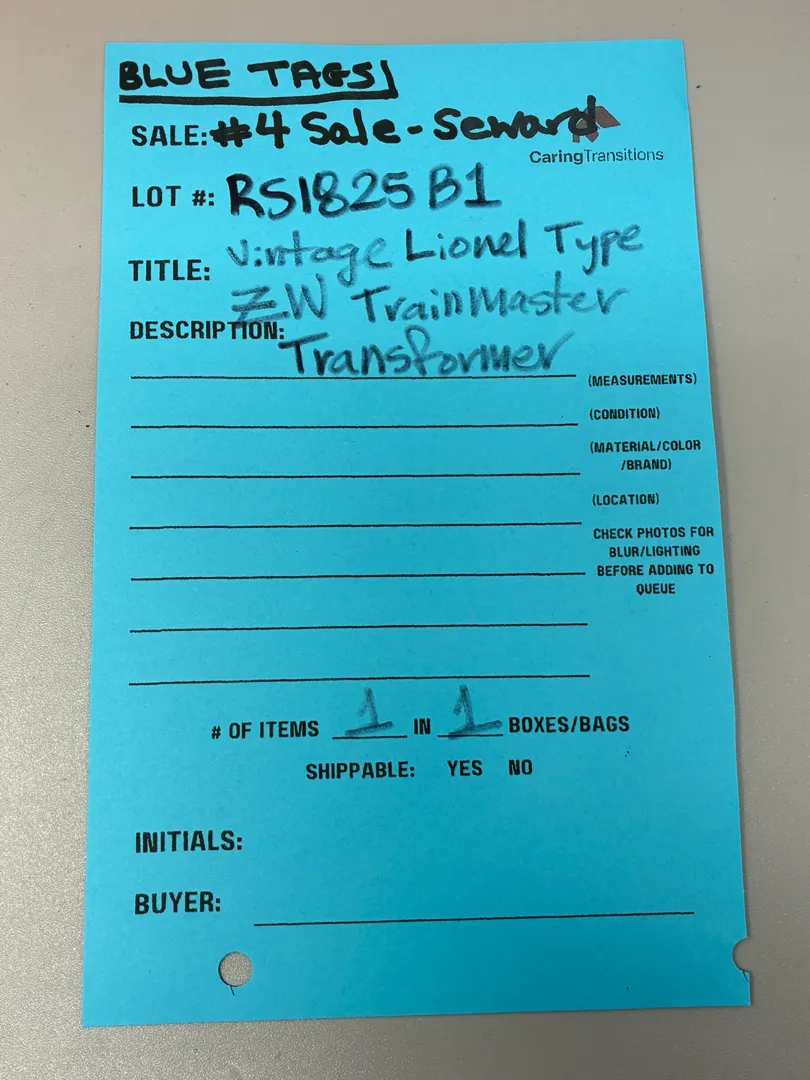 BLUE TAGS
SALE: #4 Sale - Seward
CaringTransitions
LOT #: RS1825 B1
TITLE: Vintage Lionel Type
ZW TrainMaster
DESCRIPTION: Transformer
(MEASUREMENTS)
(CONDITION)
(MATERIAL/COLOR
/BRAND)
(LOCATION)
CHECK PHOTOS FOR
BLUR/LIGHTING
BEFORE ADDING TO
QUEUE
# OF ITEMS 1 IN 1 BOXES/BAGS
SHIPPABLE: YES NO
INITIALS:
BUYER: